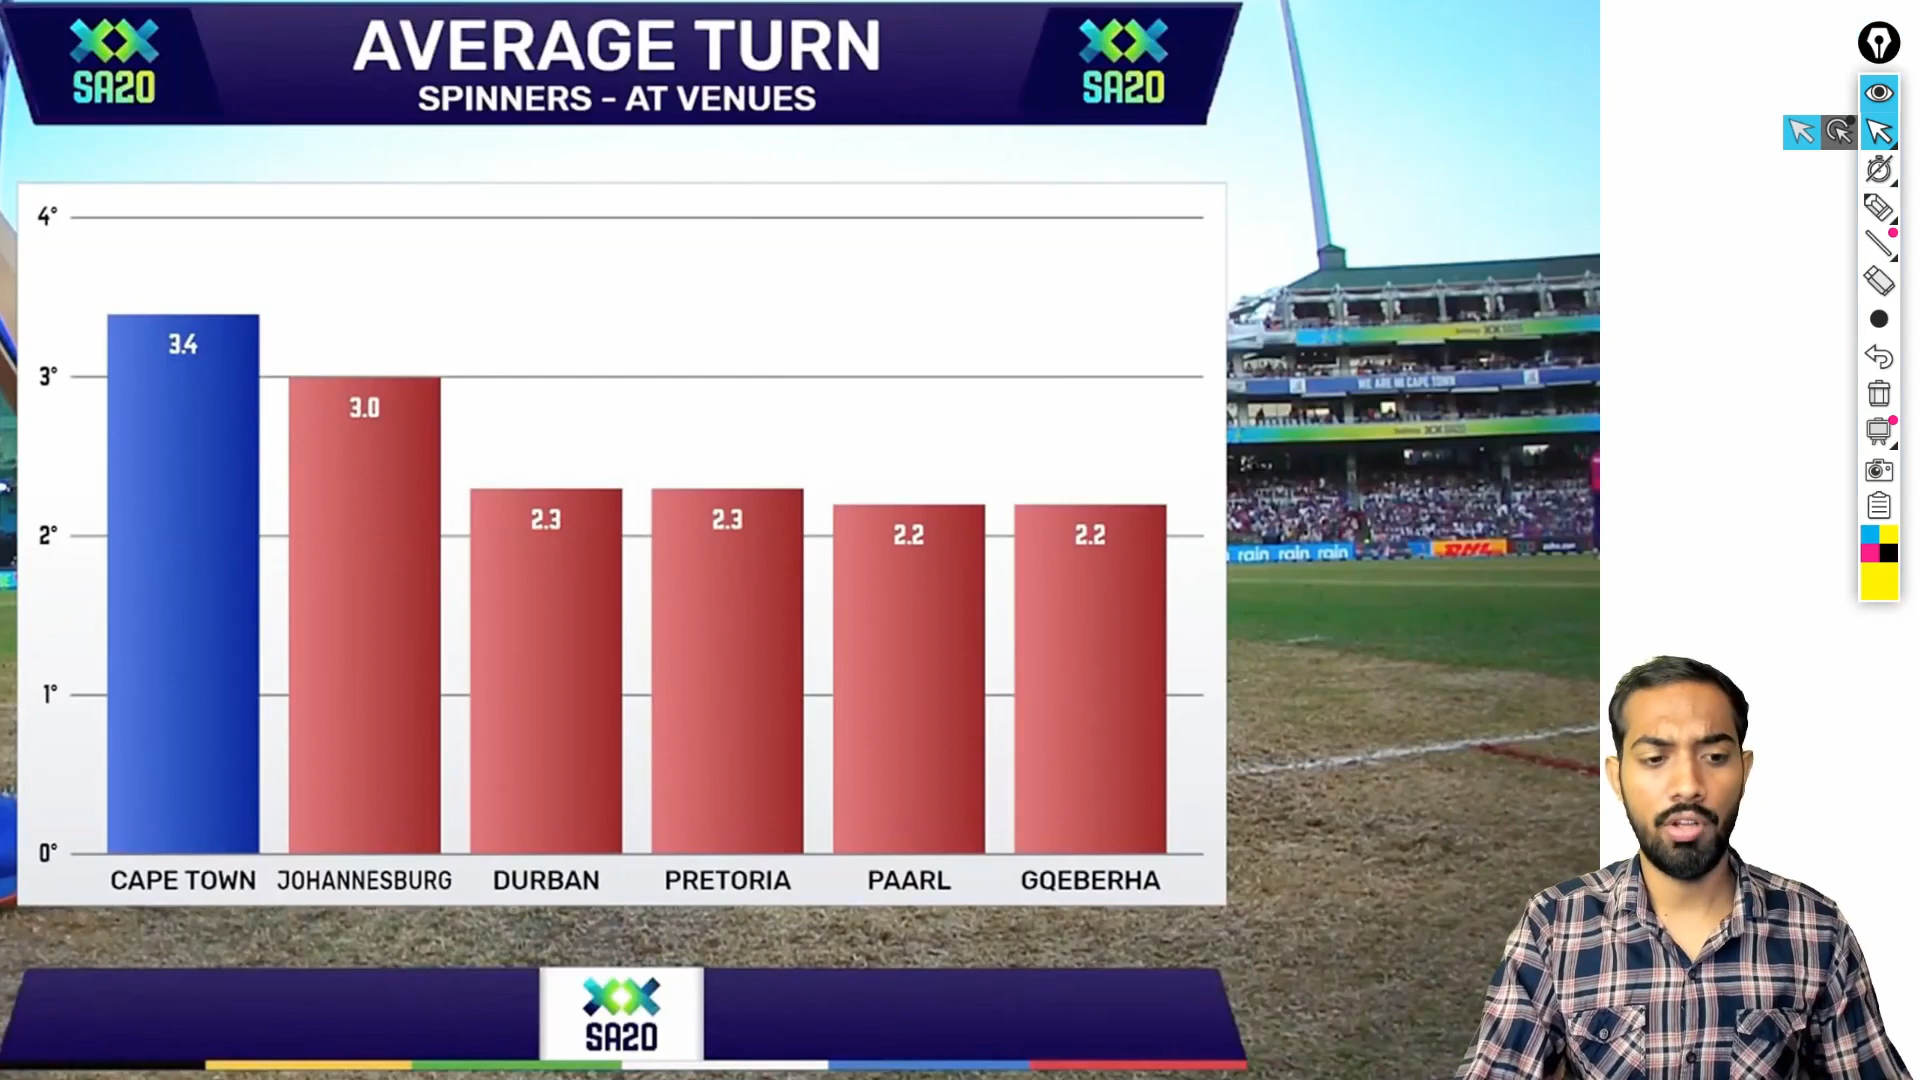 SA20
AVERAGE TURN
SPINNERS - AT VENUES
SA20
4°
3°
2°
1°
0°
3.4
3.0
2.3
2.3
2.2
2.2
CAPE TOWN
JOHANNESBURG
DURBAN
PRETORIA
PAARL
GQEBERHA
WE ARE IN CAPE TOWN
rain rain rain
DHL
SA20